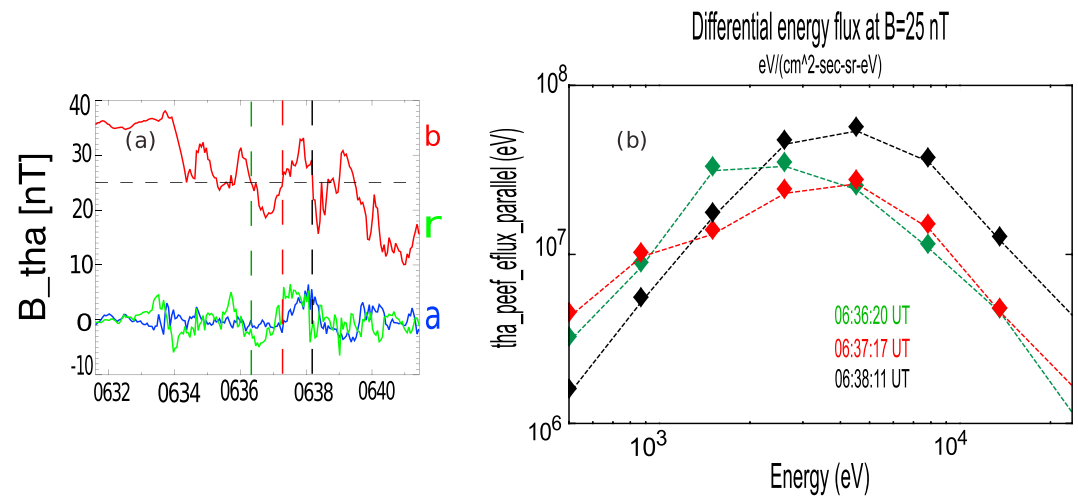 Differential energy flux at B=25 nT
eV/(cm^2-sec-sr-eV)
B_tha [nT]
40
30
20
10
0
-10
(a)
b
r
a
0632 0634 0636 0638 0640
tha_peef_eflux_parallel (eV)
10^8
10^7
10^6
(b)
06:36:20 UT
06:37:17 UT
06:38:11 UT
10^3 10^4
Energy (eV)